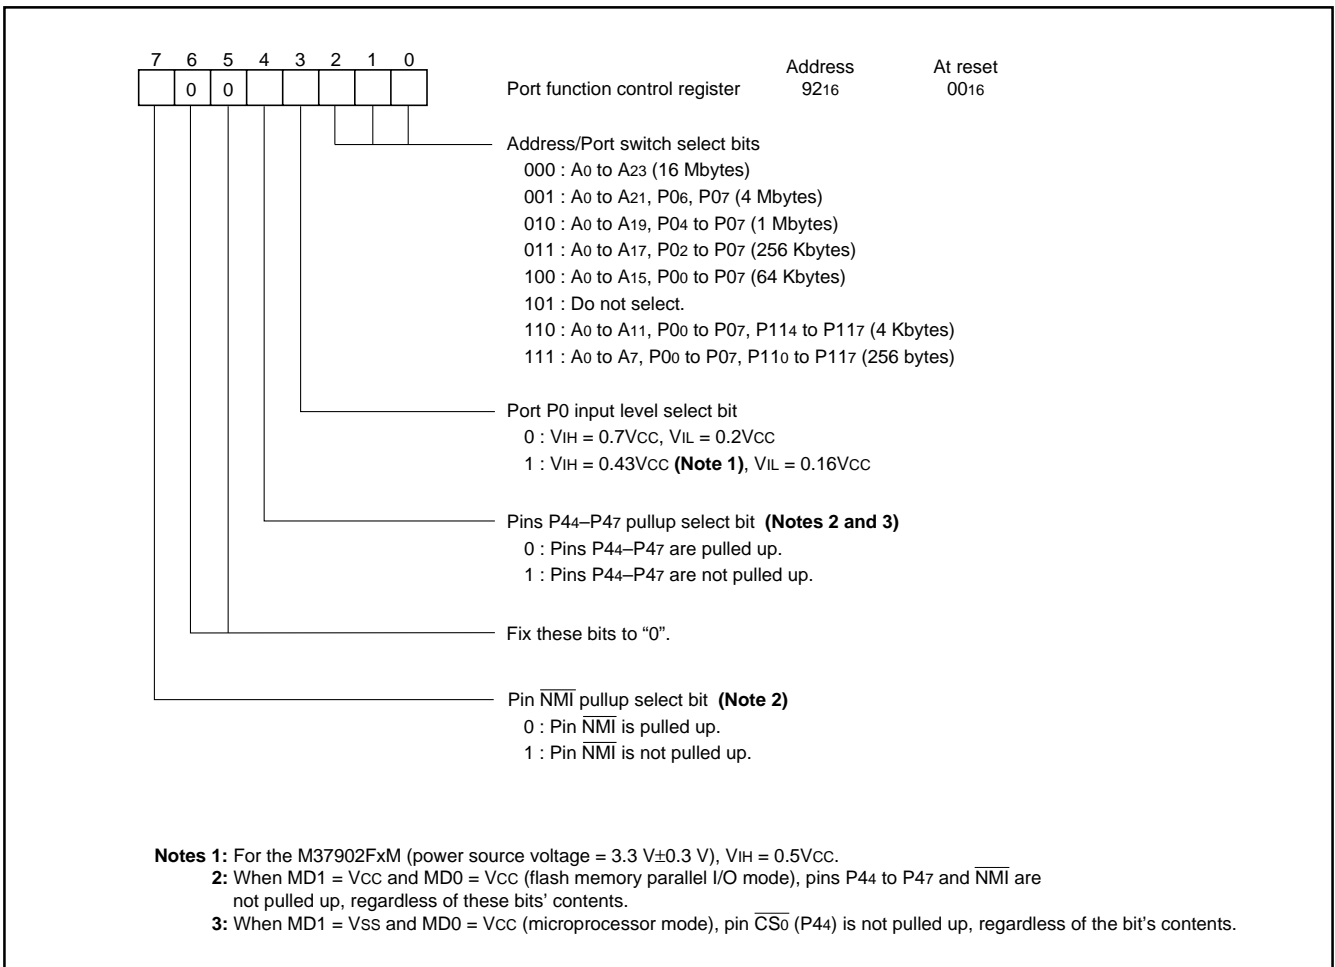 7 6 5 4 3 2 1 0
Address At reset
0 0 Port function control register 9216 0016
Address/Port switch select bits
000 : A0 to A23 (16 Mbytes)
001 : A0 to A21, P06, P07 (4 Mbytes)
010 : A0 to A19, P04 to P07 (1 Mbytes)
011 : A0 to A17, P02 to P07 (256 Kbytes)
100 : A0 to A15, P00 to P07 (64 Kbytes)
101 : Do not select.
110 : A0 to A11, P00 to P07, P114 to P117 (4 Kbytes)
111 : A0 to A7, P00 to P07, P110 to P117 (256 bytes)
Port P0 input level select bit
0 : VIH = 0.7VCC, VIL = 0.2VCC
1 : VIH = 0.43VCC (Note 1), VIL = 0.16VCC
Pins P44–P47 pullup select bit (Notes 2 and 3)
0 : Pins P44–P47 are pulled up.
1 : Pins P44–P47 are not pulled up.
Fix these bits to “0”.
Pin NMI pullup select bit (Note 2)
0 : Pin NMI is pulled up.
1 : Pin NMI is not pulled up.
Notes 1: For the M37902FxM (power source voltage = 3.3 V±0.3 V), VIH = 0.5VCC.
2: When MD1 = VCC and MD0 = VCC (flash memory parallel I/O mode), pins P44 to P47 and NMI are
not pulled up, regardless of these bits’ contents.
3: When MD1 = VSS and MD0 = VCC (microprocessor mode), pin CS0 (P44) is not pulled up, regardless of the bit’s contents.